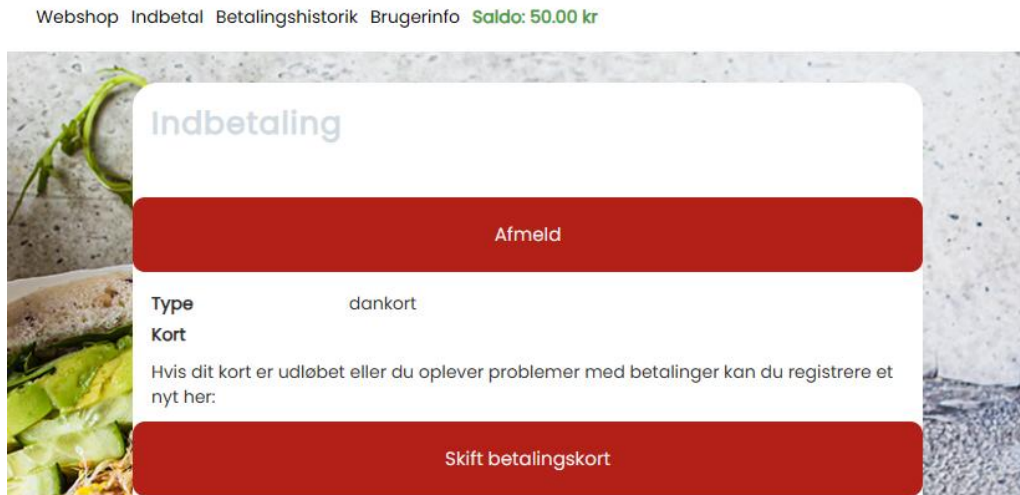 Webshop Indbetal Betalingshistorik Brugerinfo Saldo: 50.00 kr
Indbetaling
Afmeld
Type dankort
Kort
Hvis dit kort er udløbet eller du oplever problemer med betalinger kan du registrere et
nyt her:
Skift betalingskort